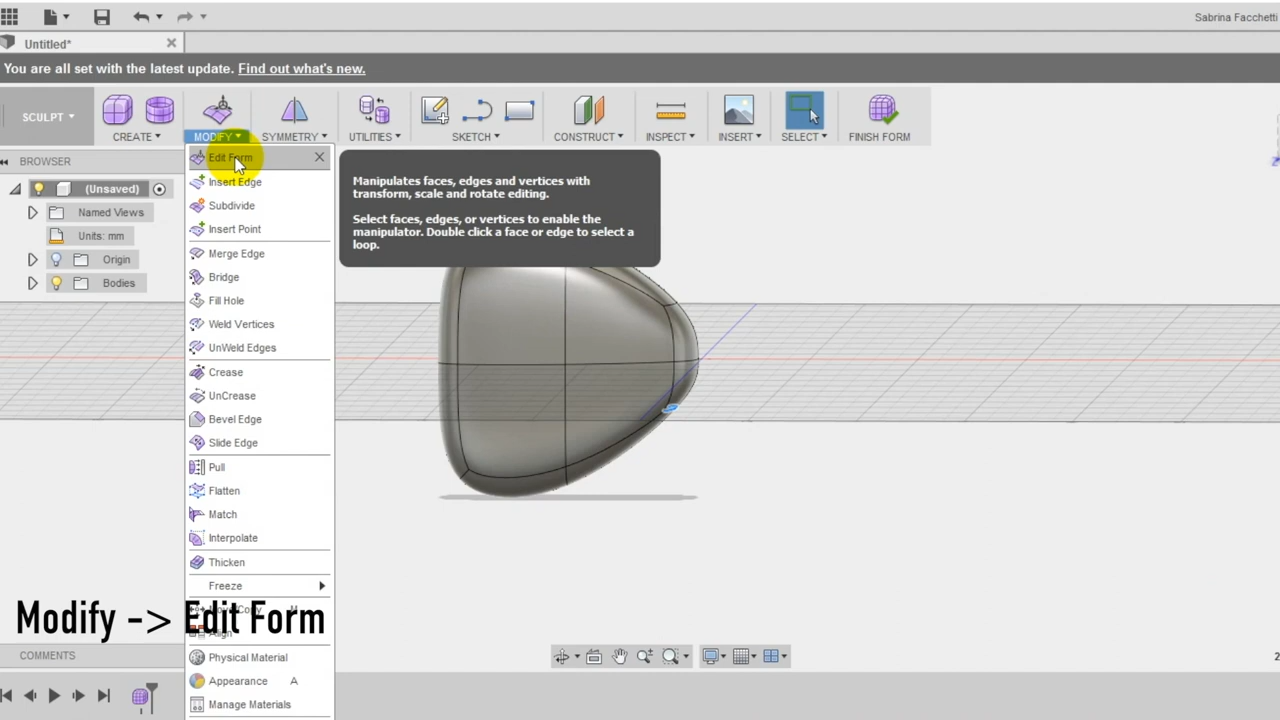 Sabrina Facchetti
Untitled*
You are all set with the latest update. Find out what's new.
SCULPT
CREATE
MODIFY
SYMMETRY
UTILITIES
SKETCH
CONSTRUCT
INSPECT
INSERT
SELECT
FINISH FORM
BROWSER
(Unsaved)
Named Views
Units: mm
Origin
Bodies
Edit Form
Insert Edge
Subdivide
Insert Point
Merge Edge
Bridge
Fill Hole
Weld Vertices
UnWeld Edges
Crease
UnCrease
Bevel Edge
Slide Edge
Pull
Flatten
Match
Interpolate
Thicken
Freeze
Move/Copy M
Align
Physical Material
Appearance A
Manage Materials
Manipulates faces, edges and vertices with
transform, scale and rotate editing.
Select faces, edges, or vertices to enable the
manipulator. Double click a face or edge to select a
loop.
Modify -> Edit Form
COMMENTS
2